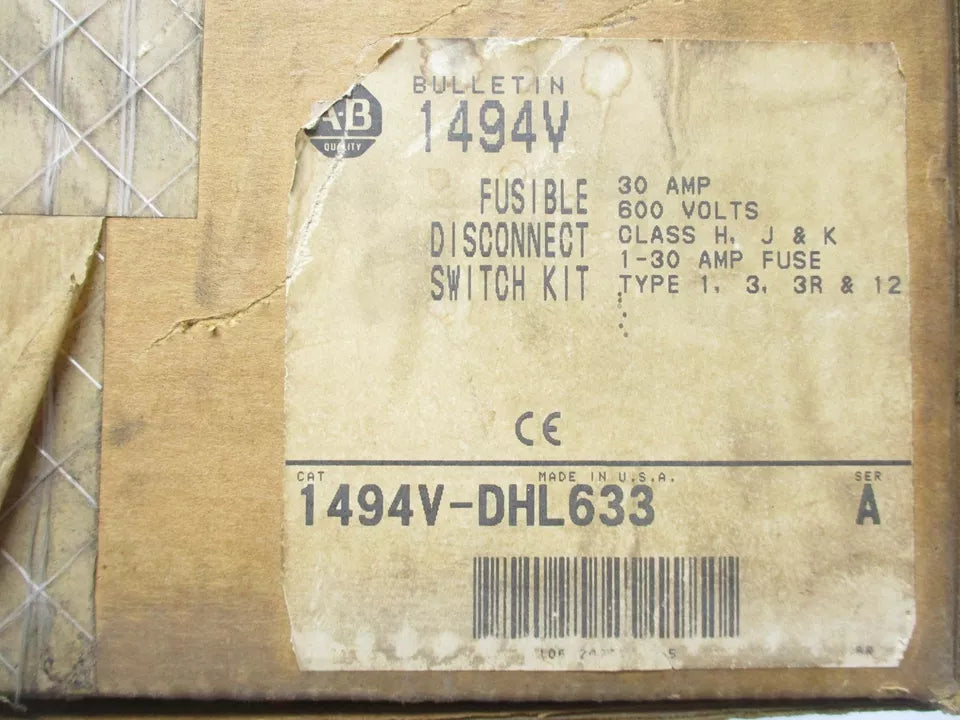 BULLETIN
A-B
QUALITY
1494V
FUSIBLE
DISCONNECT
SWITCH KIT
30 AMP
600 VOLTS
CLASS H, J & K
1-30 AMP FUSE
TYPE 1, 3, 3R & 12
CE
CAT
MADE IN U.S.A.
SER
1494V-DHL633
A